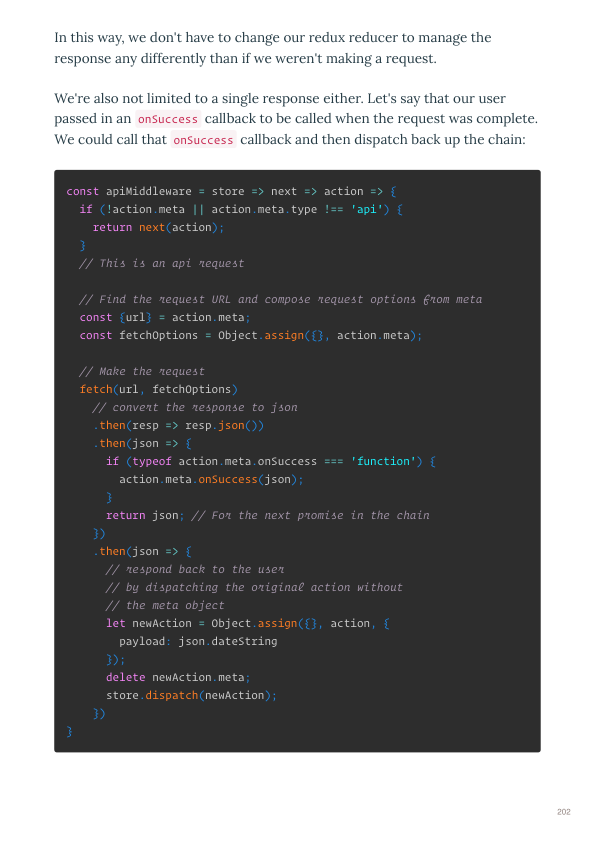 In this way, we don't have to change our redux reducer to manage the
response any differently than if we weren't making a request.
We're also not limited to a single response either. Let's say that our user
passed in an onSuccess callback to be called when the request was complete.
We could call that onSuccess callback and then dispatch back up the chain:
const apiMiddleware = store => next => action => {
  if (!action.meta || action.meta.type !== 'api') {
    return next(action);
  }
  // This is an api request
  // Find the request URL and compose request options from meta
  const {url} = action.meta;
  const fetchOptions = Object.assign({}, action.meta);
  // Make the request
  fetch(url, fetchOptions)
    // convert the response to json
    .then(resp => resp.json())
    .then(json => {
      if (typeof action.meta.onSuccess === 'function') {
        action.meta.onSuccess(json);
      }
      return json; // For the next promise in the chain
    })
    .then(json => {
      // respond back to the user
      // by dispatching the original action without
      // the meta object
      let newAction = Object.assign({}, action, {
        payload: json.dateString
      });
      delete newAction.meta;
      store.dispatch(newAction);
    })
}
202